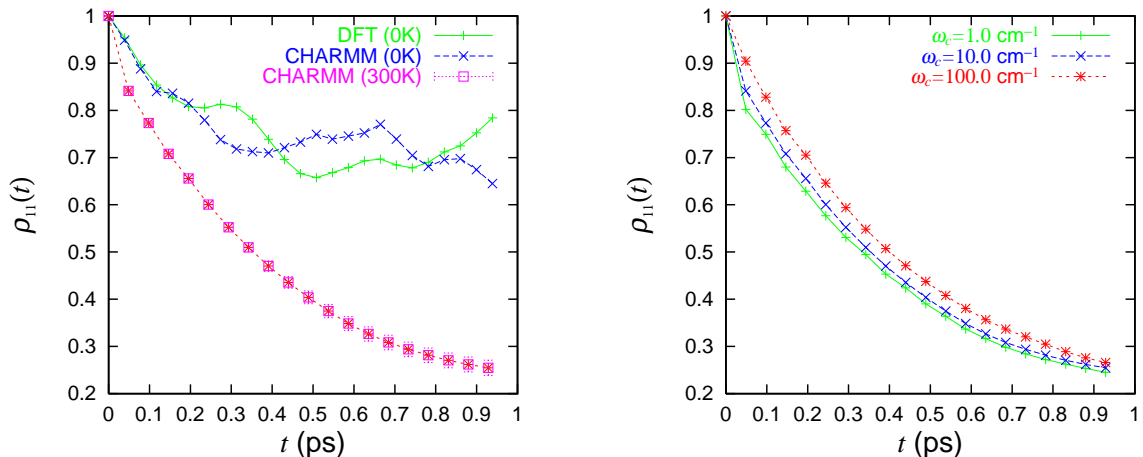 1
0.9
0.8
0.7
0.6
0.5
0.4
0.3
0.2
ρ₁₁(t)
DFT (0K)
CHARMM (0K)
CHARMM (300K)
0 0.1 0.2 0.3 0.4 0.5 0.6 0.7 0.8 0.9 1
t (ps)
1
0.9
0.8
0.7
0.6
0.5
0.4
0.3
0.2
ρ₁₁(t)
ω_c=1.0 cm⁻¹
ω_c=10.0 cm⁻¹
ω_c=100.0 cm⁻¹
0 0.1 0.2 0.3 0.4 0.5 0.6 0.7 0.8 0.9 1
t (ps)